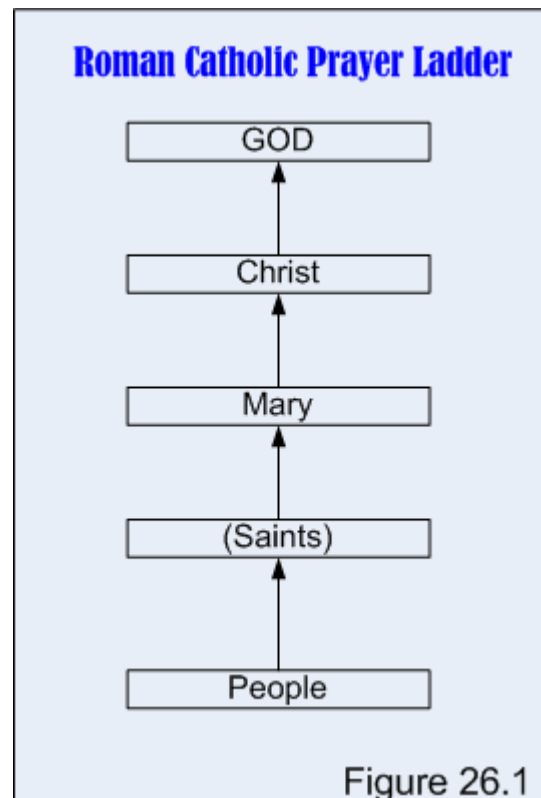 Roman Catholic Prayer Ladder
GOD
Christ
Mary
(Saints)
People
Figure 26.1